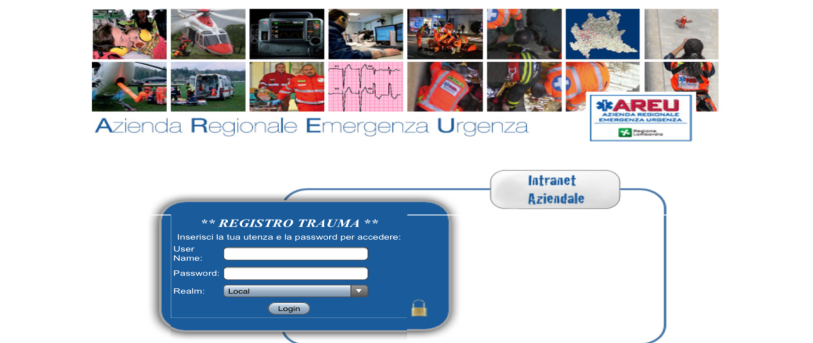 Azienda Regionale Emergenza Urgenza
AREU
AZIENDA REGIONALE
EMERGENZA URGENZA
Regione
Lombardia
Intranet
Aziendale
** REGISTRO TRAUMA **
Inserisci la tua utenza e la password per accedere:
User
Name:
Password:
Realm:
Local
Login